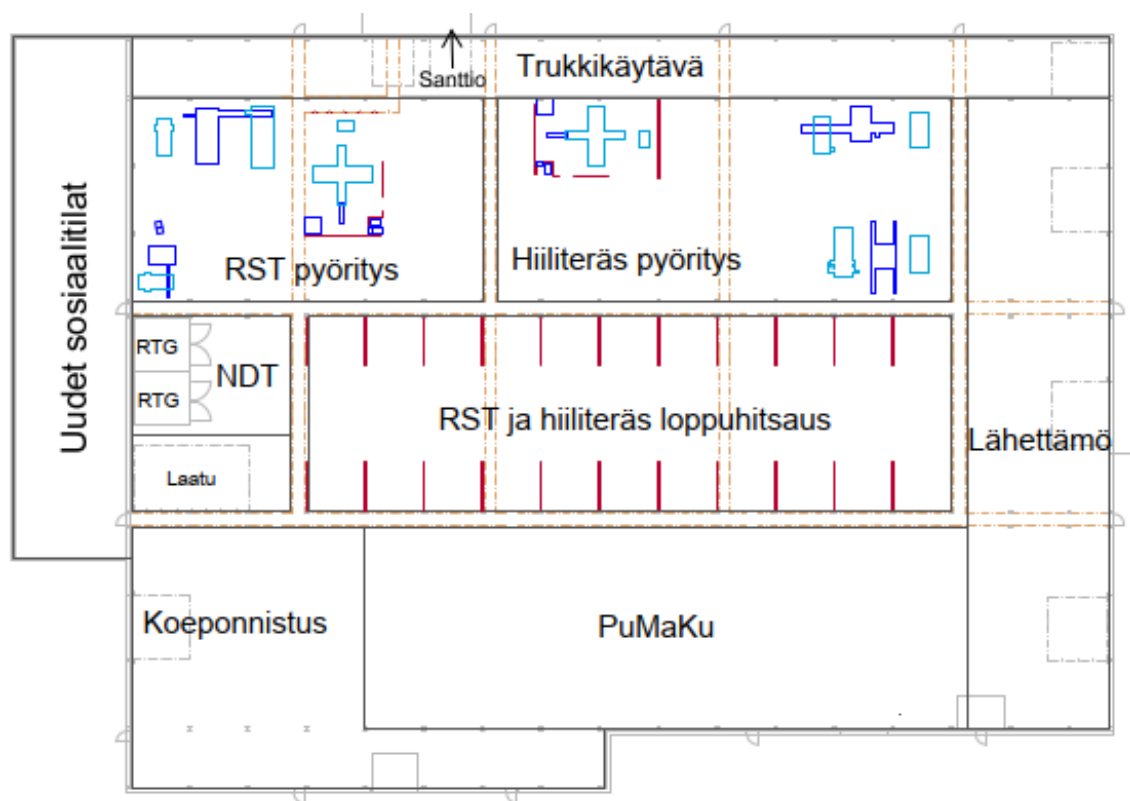 Trukkikäytävä
Santtio
Uudet sosiaalitilat
RST pyöritys
Hiiliteräs pyöritys
RTG
NDT
RTG
RST ja hiiliteräs loppuhitsaus
Lähettämö
Laatu
Koeponnistus
PuMaKu